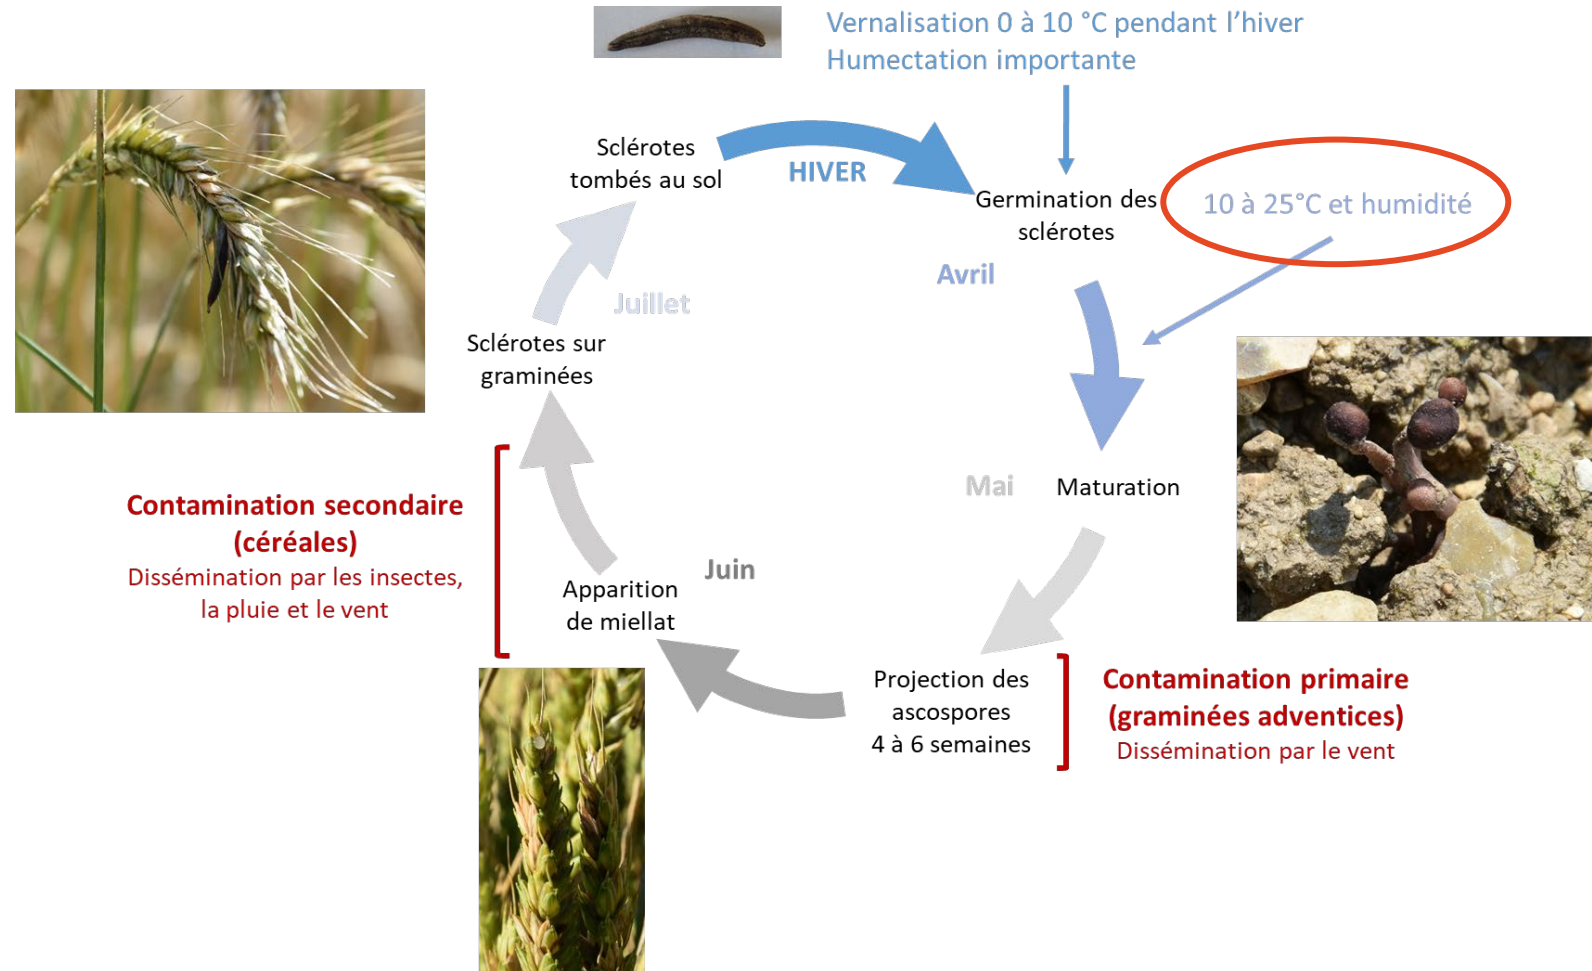 Vernalisation 0 à 10 °C pendant l’hiver
Humectation importante
Sclérotes
tombés au sol
HIVER
Germination des
sclérotes
10 à 25°C et humidité
Avril
Juillet
Sclérotes sur
graminées
Mai
Maturation
Contamination secondaire
(céréales)
Dissémination par les insectes,
la pluie et le vent
Juin
Apparition
de miellat
Projection des
ascospores
4 à 6 semaines
Contamination primaire
(graminées adventices)
Dissémination par le vent